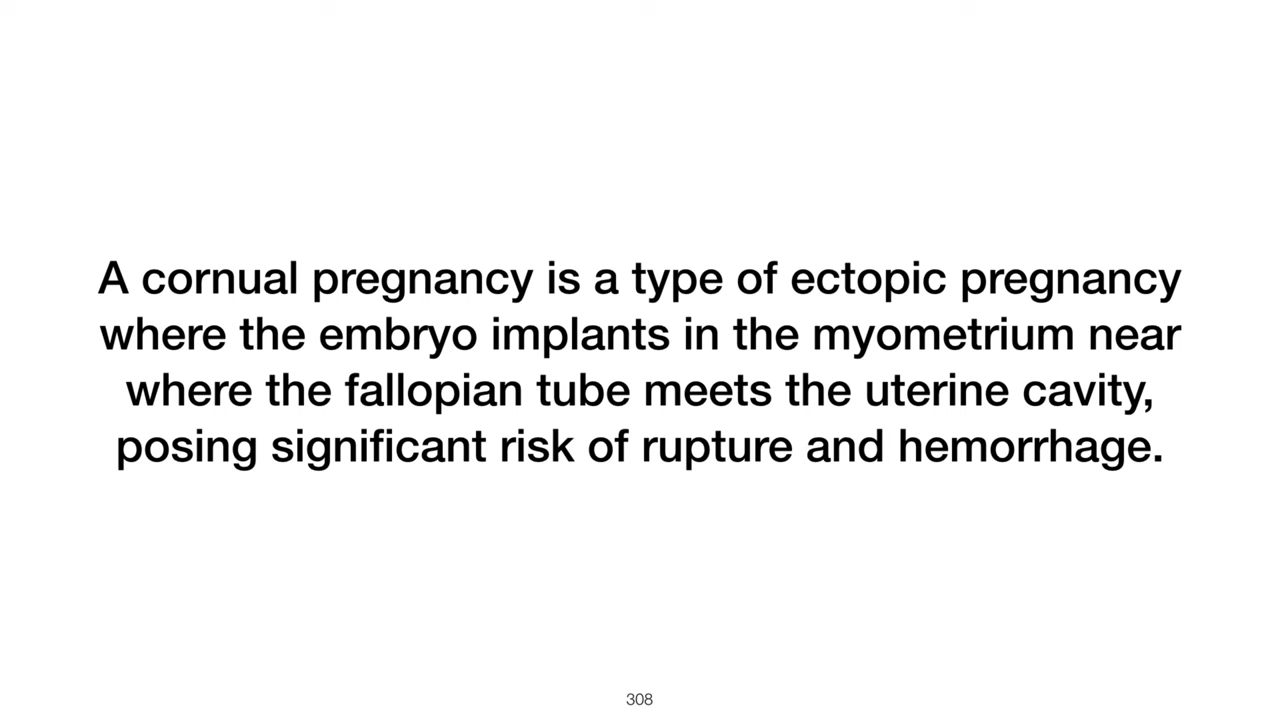 A cornual pregnancy is a type of ectopic pregnancy
where the embryo implants in the myometrium near
where the fallopian tube meets the uterine cavity,
posing significant risk of rupture and hemorrhage.
308